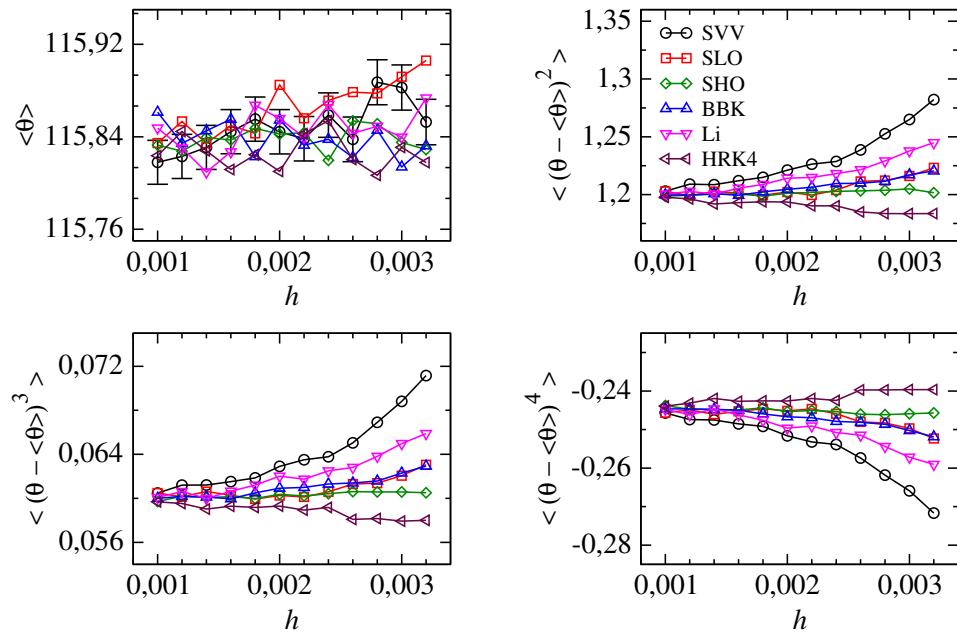 115,92
115,84
115,76
<θ>
0,001
0,002
0,003
h
1,35
1,3
1,25
1,2
< (θ − <θ>)² >
SVV
SLO
SHO
BBK
Li
HRK4
0,001
0,002
0,003
h
0,072
0,064
0,056
< (θ − <θ>)³ >
0,001
0,002
0,003
h
-0,24
-0,26
-0,28
< (θ − <θ>)⁴ >
0,001
0,002
0,003
h